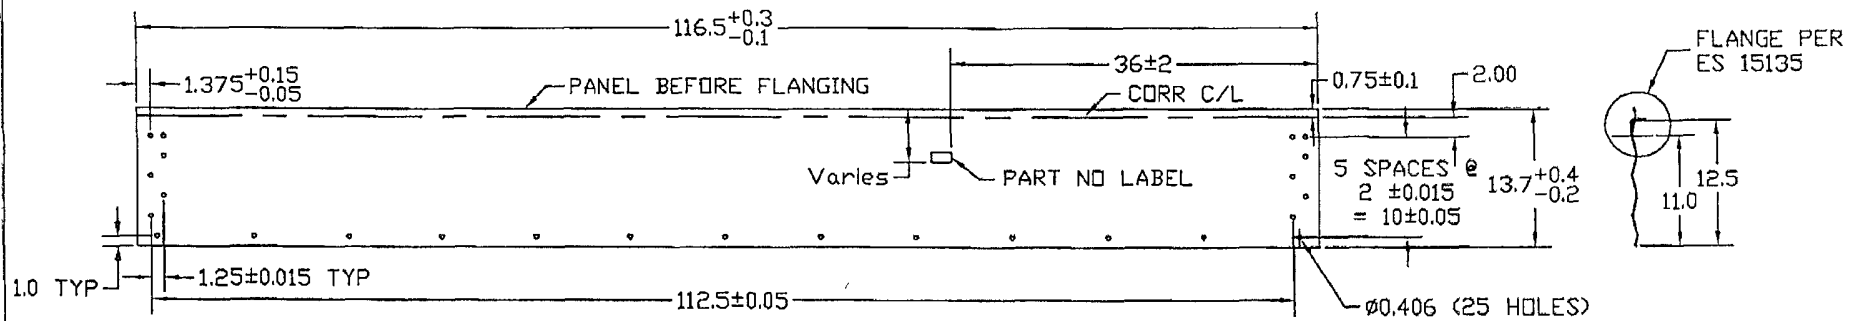 116.5 +0.3 -0.1
FLANGE PER
ES 15135
36±2
1.375 +0.15 -0.05
PANEL BEFORE FLANGING
CORR C/L
0.75±0.1
2.00
Varies
PART NO LABEL
5 SPACES @
2 ±0.015
= 10±0.05
13.7 +0.4 -0.2
11.0
12.5
1.0 TYP
1.25±0.015 TYP
112.5±0.05
Ø0.406 (25 HOLES)